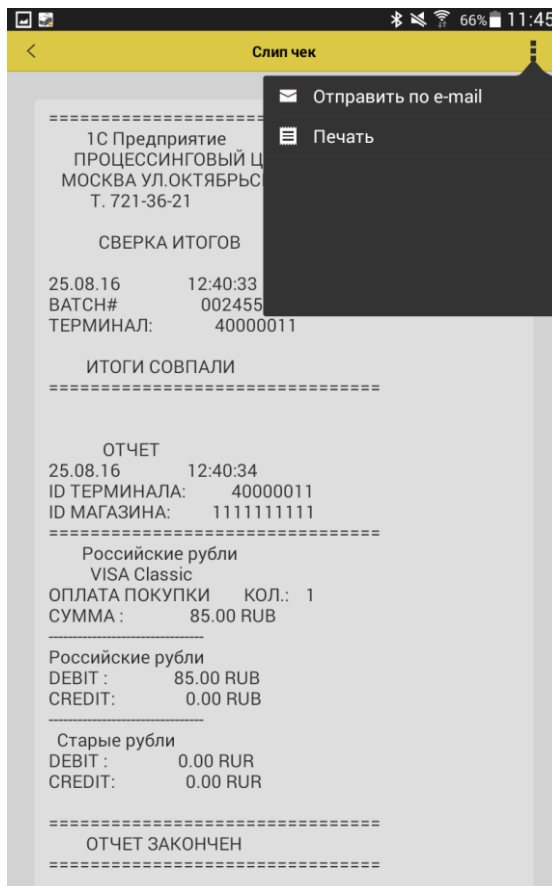 66% 11:45
Слип чек
Отправить по e-mail
Печать
================================
1С Предприятие
ПРОЦЕССИНГОВЫЙ
МОСКВА
Т. 721-36-21
СВЕРКА ИТОГОВ
25.08.16 12:40:33
BATCH# 002455
ТЕРМИНАЛ: 40000011
ИТОГИ СОВПАЛИ
================================
ОТЧЕТ
25.08.16 12:40:34
ID ТЕРМИНАЛА: 40000011
ID МАГАЗИНА: 1111111111
================================
Российские рубли
VISA Classic
ОПЛАТА ПОКУПКИ КОЛ.: 1
СУММА : 85.00 RUB
--------------------------------
Российские рубли
DEBIT : 85.00 RUB
CREDIT: 0.00 RUB
--------------------------------
Старые рубли
DEBIT : 0.00 RUR
CREDIT: 0.00 RUR
================================
ОТЧЕТ ЗАКОНЧЕН
================================